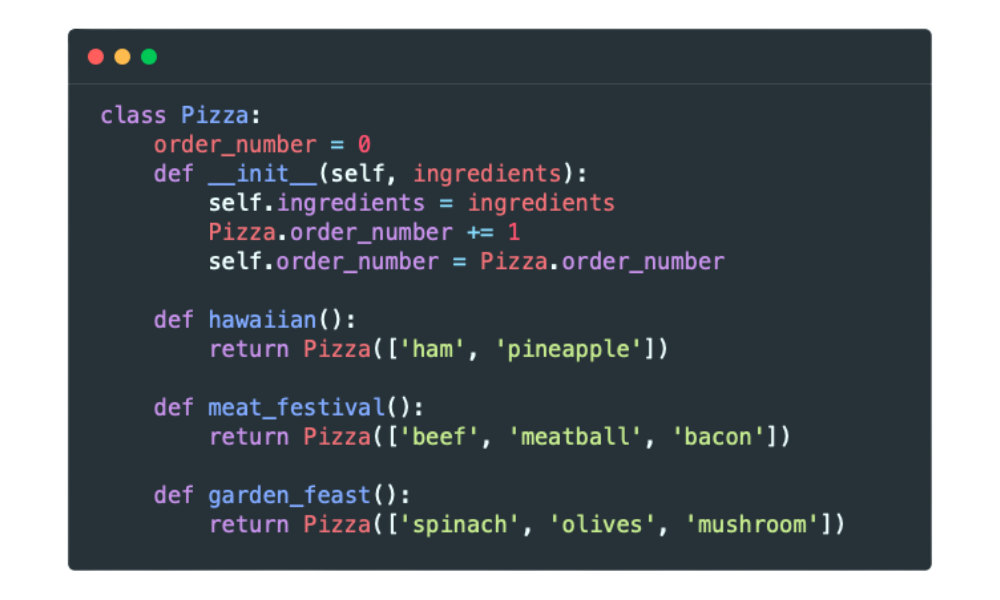 class Pizza:
    order_number = 0
    def __init__(self, ingredients):
        self.ingredients = ingredients
        Pizza.order_number += 1
        self.order_number = Pizza.order_number

    def hawaiian():
        return Pizza(['ham', 'pineapple'])

    def meat_festival():
        return Pizza(['beef', 'meatball', 'bacon'])

    def garden_feast():
        return Pizza(['spinach', 'olives', 'mushroom'])